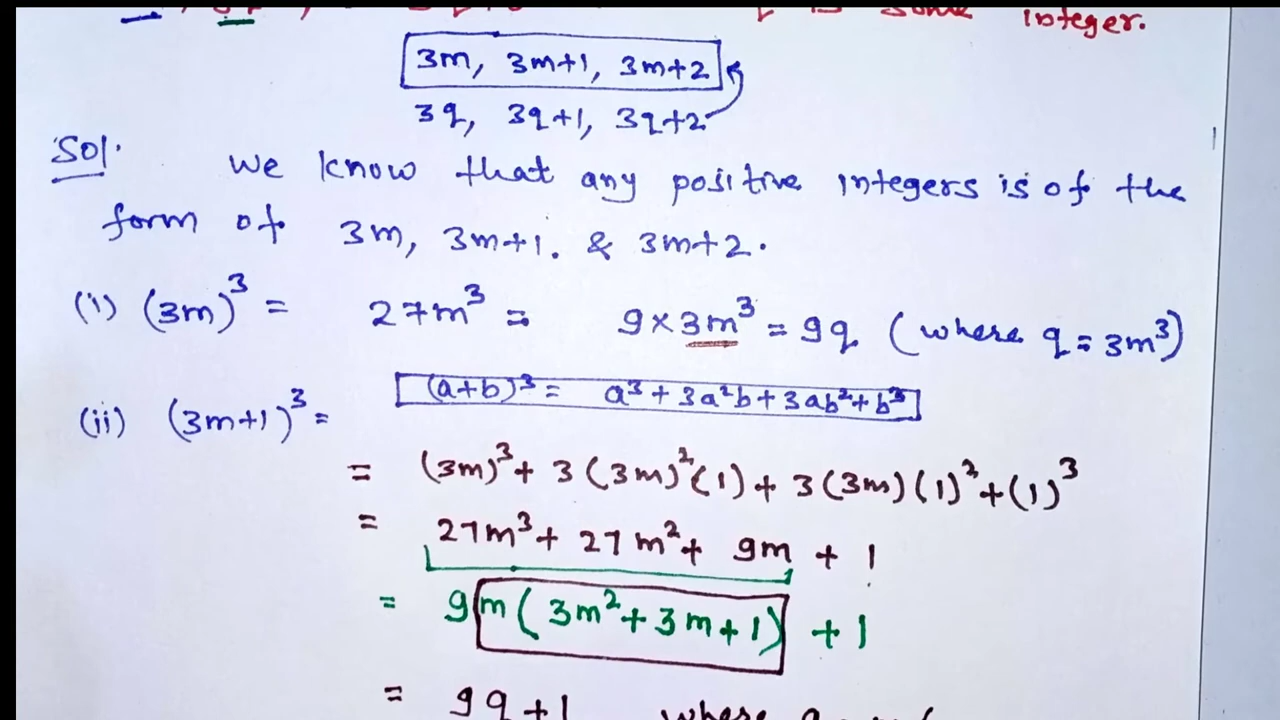 is some integer.
3m, 3m+1, 3m+2
3q, 3q+1, 3q+2
Sol. We know that any positive integers is of the
form of 3m, 3m+1. & 3m+2.
(i) (3m)³ = 27m³ = 9×3m³ = 9q (where q = 3m³)
(a+b)³ = a³ + 3a²b + 3ab² + b³
(ii) (3m+1)³ =
= (3m)³ + 3(3m)²(1) + 3(3m)(1)² + (1)³
= 27m³ + 27m² + 9m + 1
= 9m(3m² + 3m + 1) + 1
= 9q + 1 where